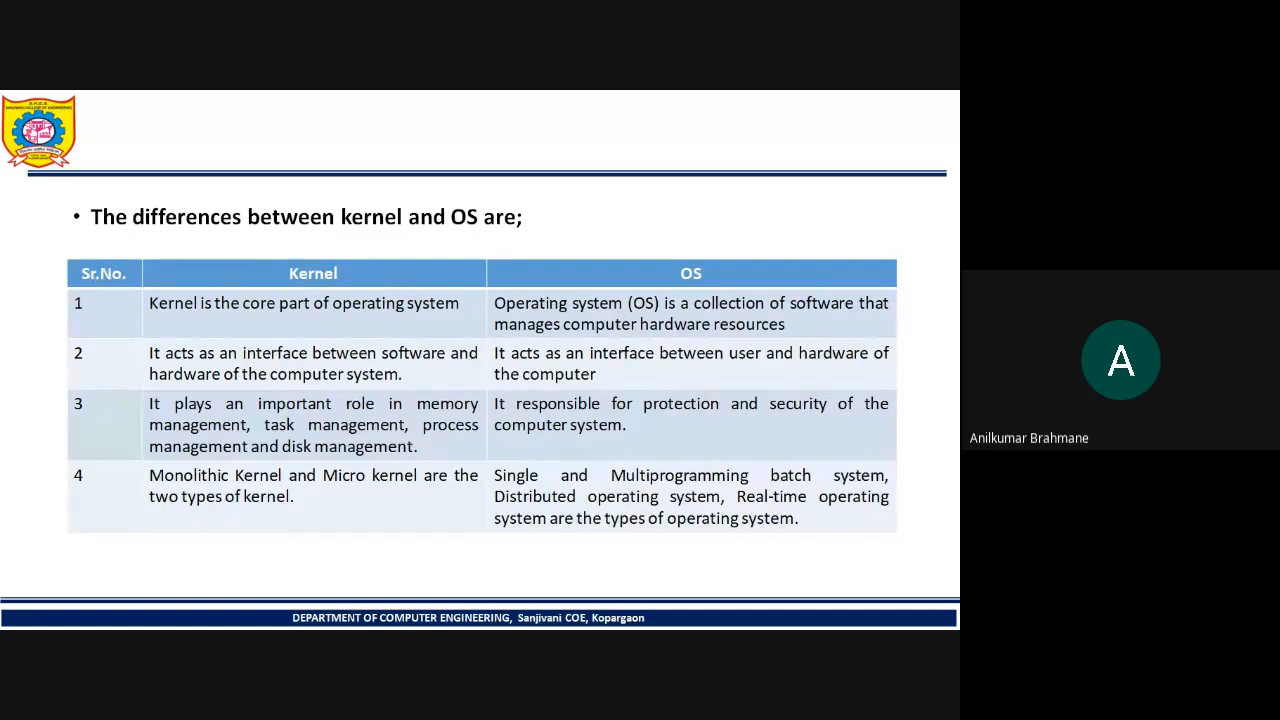 • The differences between kernel and OS are;
Sr.No. Kernel OS
1 Kernel is the core part of operating system Operating system (OS) is a collection of software that
manages computer hardware resources
2 It acts as an interface between software and It acts as an interface between user and hardware of
hardware of the computer system. the computer
3 It plays an important role in memory It responsible for protection and security of the
management, task management, process computer system.
management and disk management.
4 Monolithic Kernel and Micro kernel are the Single and Multiprogramming batch system,
two types of kernel. Distributed operating system, Real-time operating
system are the types of operating system.
DEPARTMENT OF COMPUTER ENGINEERING, Sanjivani COE, Kopargaon
A
Anilkumar Brahmane